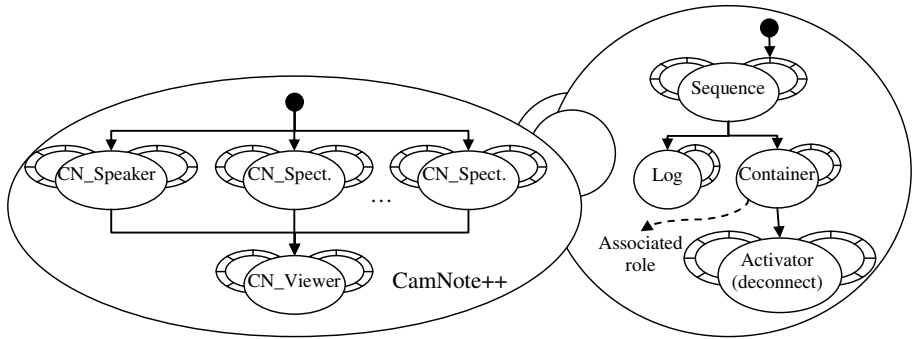 Sequence
CN_Speaker
CN_Spect.
CN_Spect.
...
Log
Container
Associated
role
CN_Viewer
CamNote++
Activator
(deconnect)